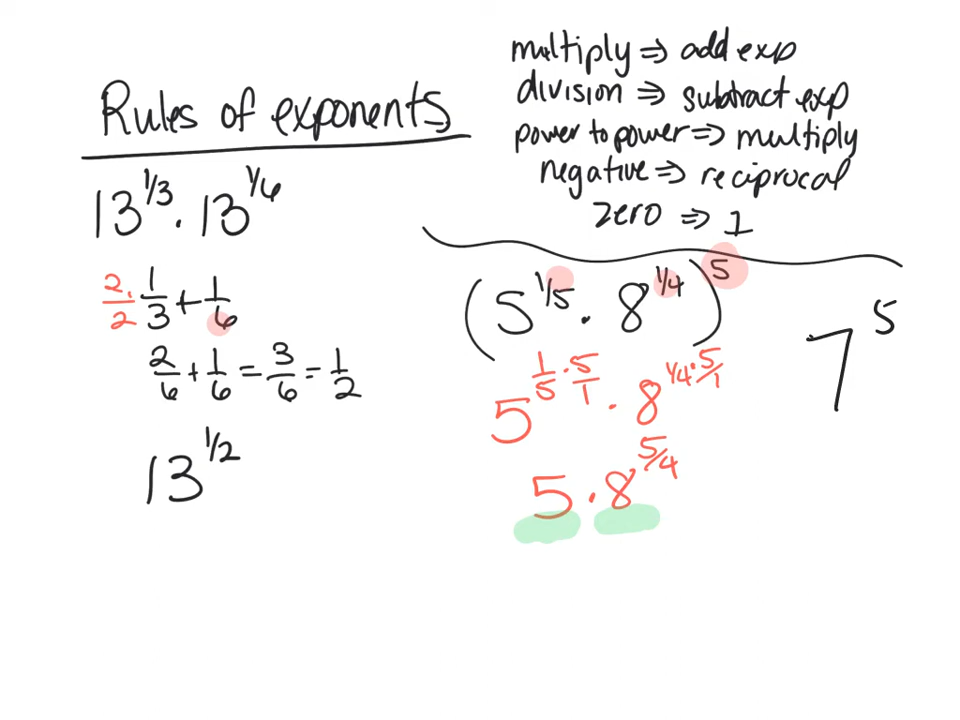 Rules of exponents
13^1/3 · 13^1/6
2/2 · 1/3 + 1/6
2/6 + 1/6 = 3/6 = 1/2
13^1/2
multiply ⇒ add exp
division ⇒ subtract exp
power to power ⇒ multiply
negative ⇒ reciprocal
zero ⇒ 1
(5^1/5 · 8^1/4)^5
5^1/5 · 5/1 · 8^1/4 · 5/1
5 · 8^5/4
7^5